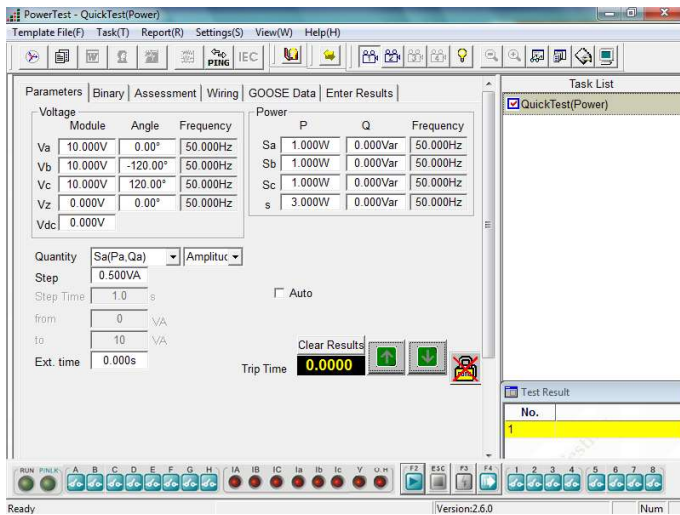 PowerTest - QuickTest(Power)
Template File(F) Task(T) Report(R) Settings(S) View(W) Help(H)
PING IEC
Parameters Binary Assessment Wiring GOOSE Data Enter Results
Task List
QuickTest(Power)
Voltage
Module Angle Frequency
Va 10.000V 0.00° 50.000Hz
Vb 10.000V -120.00° 50.000Hz
Vc 10.000V 120.00° 50.000Hz
Vz 0.000V 0.00° 50.000Hz
Vdc 0.000V
Power
P Q Frequency
Sa 1.000W 0.000Var 50.000Hz
Sb 1.000W 0.000Var 50.000Hz
Sc 1.000W 0.000Var 50.000Hz
s 3.000W 0.000Var 50.000Hz
Quantity Sa(Pa,Qa) Amplituc
Step 0.500VA
Step Time 1.0 s
Auto
from 0 VA
to 10 VA
Ext. time 0.000s
Clear Results
Trip Time 0.0000
Test Result
No.
1
RUN P/NLK A B C D E F G H IA IB IC Ia Ib Ic V O.H F2 ESC F3 F4 1 2 3 4 5 6 7 8
Ready Version:2.6.0 Num